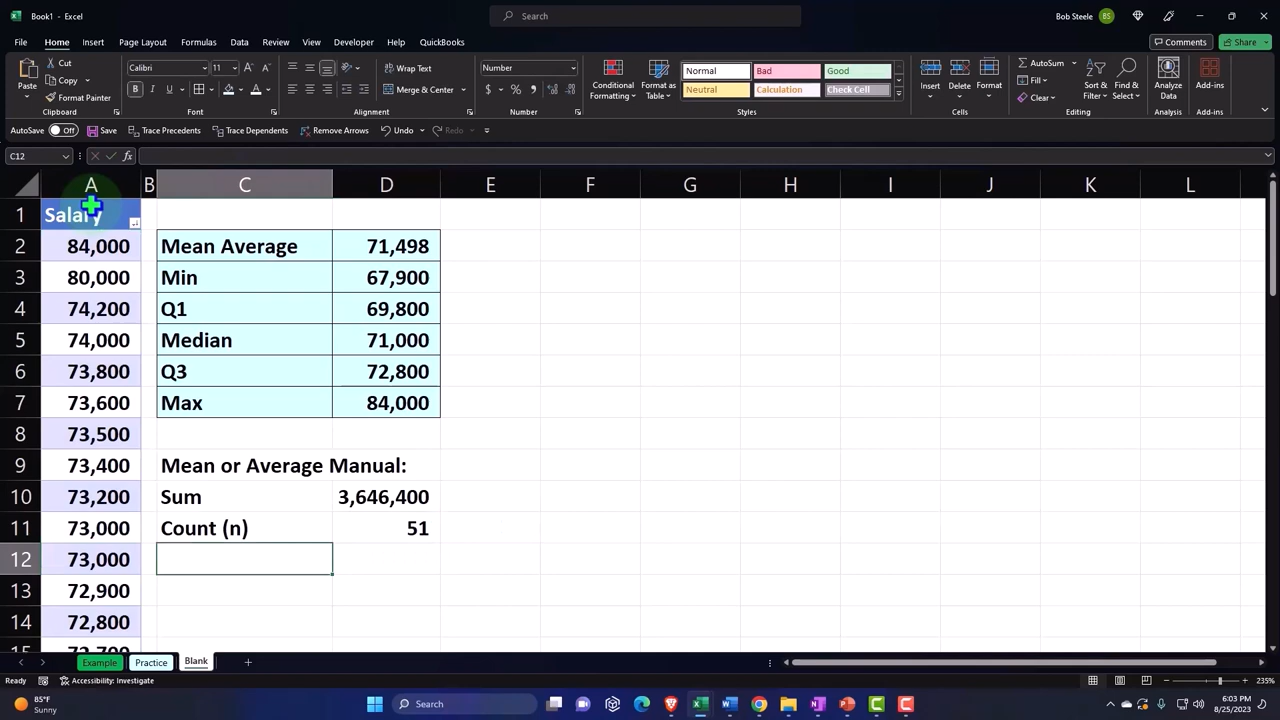 Book1 - Excel
Search
Bob Steele
BS
File Home Insert Page Layout Formulas Data Review View Developer Help QuickBooks
Comments
Share
Paste
Cut
Copy
Format Painter
Clipboard
Calibri
11
B I U
Font
Wrap Text
Merge & Center
Alignment
Number
$ % ,
Number
Conditional Formatting
Format as Table
Normal Bad Good
Neutral Calculation Check Cell
Styles
Insert Delete Format
Cells
AutoSum
Fill
Clear
Sort & Filter
Find & Select
Editing
Analyze Data
Add-ins
Add-ins
AutoSave Off Save Trace Precedents Trace Dependents Remove Arrows Undo Redo
C12 fx
A B C D E F G H I J K L
1 Salary
2 84,000 Mean Average 71,498
3 80,000 Min 67,900
4 74,200 Q1 69,800
5 74,000 Median 71,000
6 73,800 Q3 72,800
7 73,600 Max 84,000
8 73,500
9 73,400 Mean or Average Manual:
10 73,200 Sum 3,646,400
11 73,000 Count (n) 51
12 73,000
13 72,900
14 72,800
15 72,700
Example Practice Blank
Ready Accessibility: Investigate 235%
85°F
Sunny
Search
6:03 PM
8/25/2023